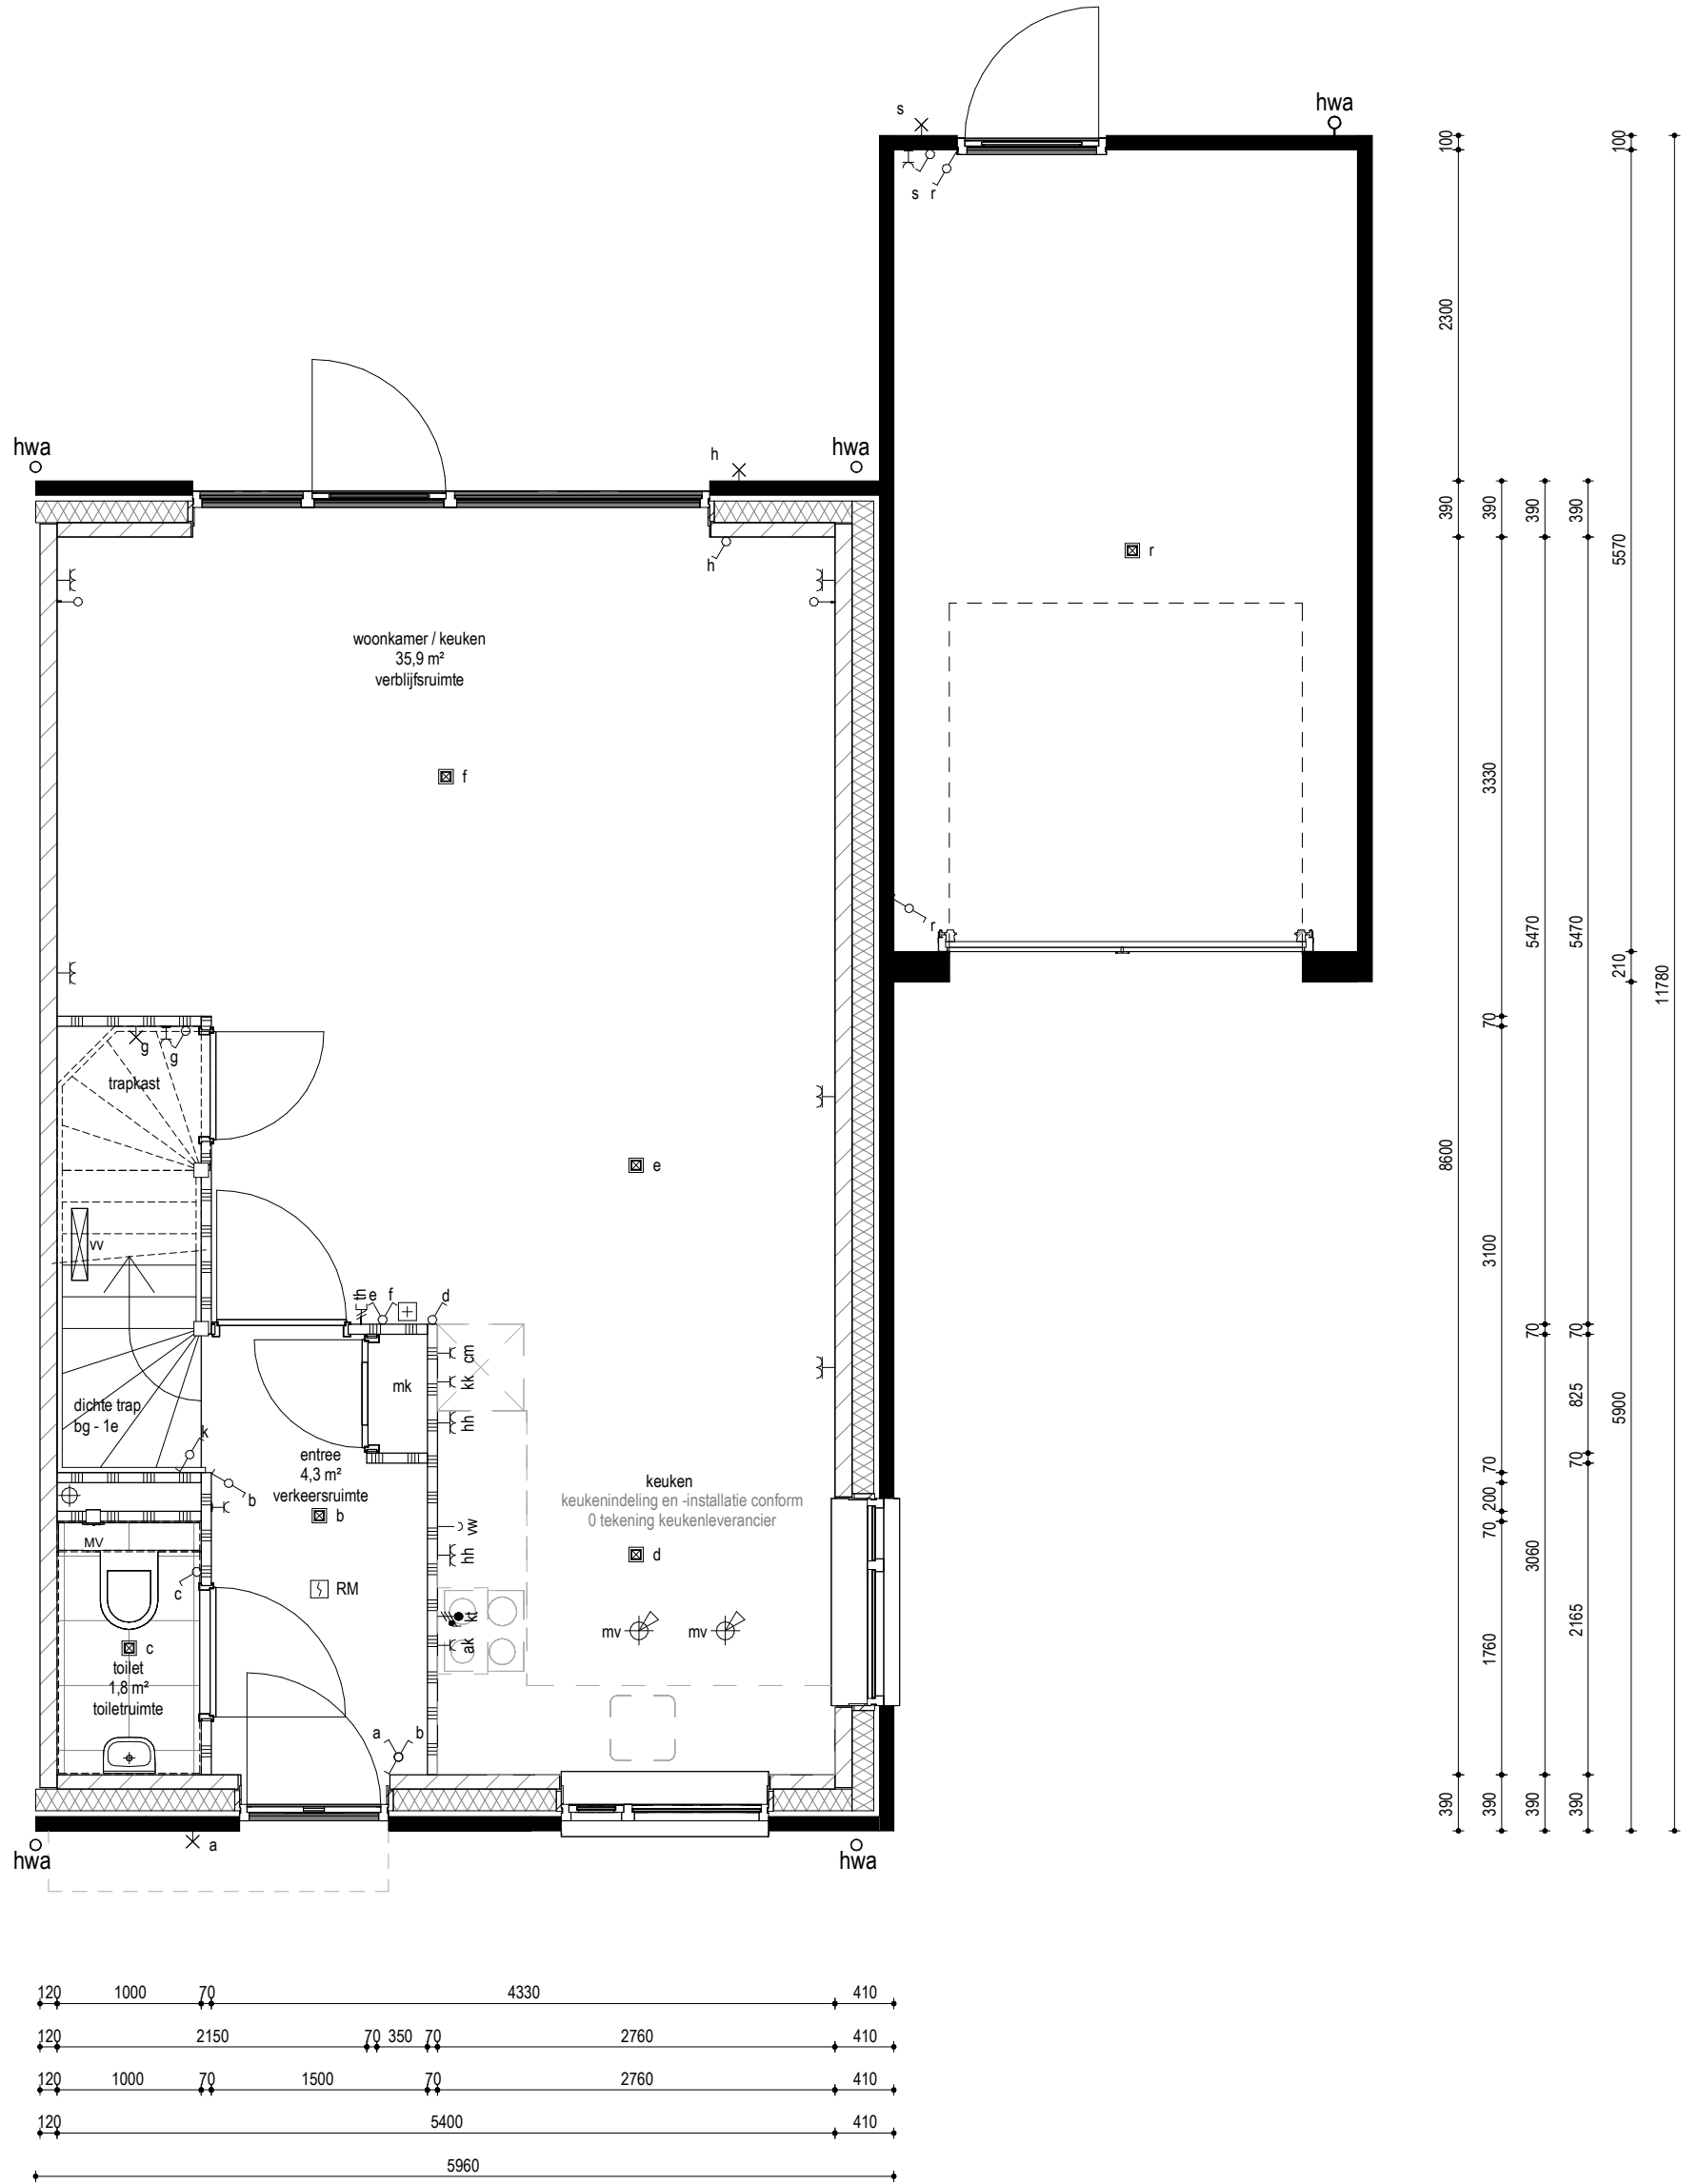 s
hwa
s r
hwa
h
hwa
h
woonkamer / keuken
35,9 m²
verblijfsruimte
r
f
r
g
g
trapkast
e
vv
th
e
f
d
cm
kk
hh
mk
dichte trap
bg - 1e
k
entree
4,3 m²
verkeersruimte
b
b
keuken
keukenindeling en -installatie conform
0 tekening keukenleverancier
vw
hh
d
MV
c
RM
kt
ak
mv
mv
c
toilet
1,8 m²
toiletruimte
a
b
a
hwa
hwa
100
2300
390
8600
390
390
3330
70
3100
70
200
70
1760
390
390
5470
70
3060
390
390
5470
70
825
70
2165
390
100
5570
210
5900
11780
120 1000 70 4330 410
120 2150 70 350 70 2760 410
120 1000 70 1500 70 2760 410
120 5400 410
5960